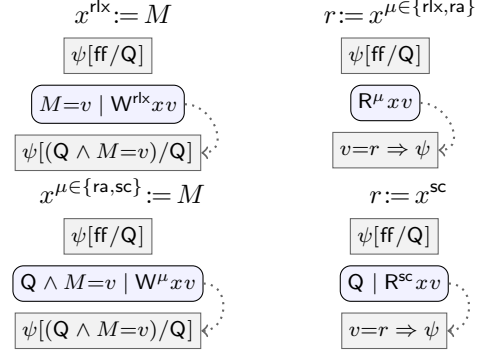 x^rlx := M
ψ[ff/Q]
M=v | W^rlx xv
ψ[(Q ∧ M=v)/Q]
r := x^μ∈{rlx,ra}
ψ[ff/Q]
R^μ xv
v=r ⇒ ψ
x^μ∈{ra,sc} := M
ψ[ff/Q]
Q ∧ M=v | W^μ xv
ψ[(Q ∧ M=v)/Q]
r := x^sc
ψ[ff/Q]
Q | R^sc xv
v=r ⇒ ψ